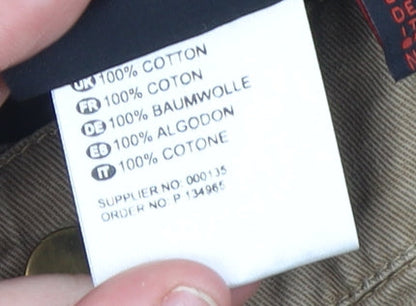 UK 100% COTTON
FR 100% COTON
DE 100% BAUMWOLLE
ES 100% ALGODON
IT 100% COTONE
SUPPLIER NO. 000135
ORDER NO: P 134965